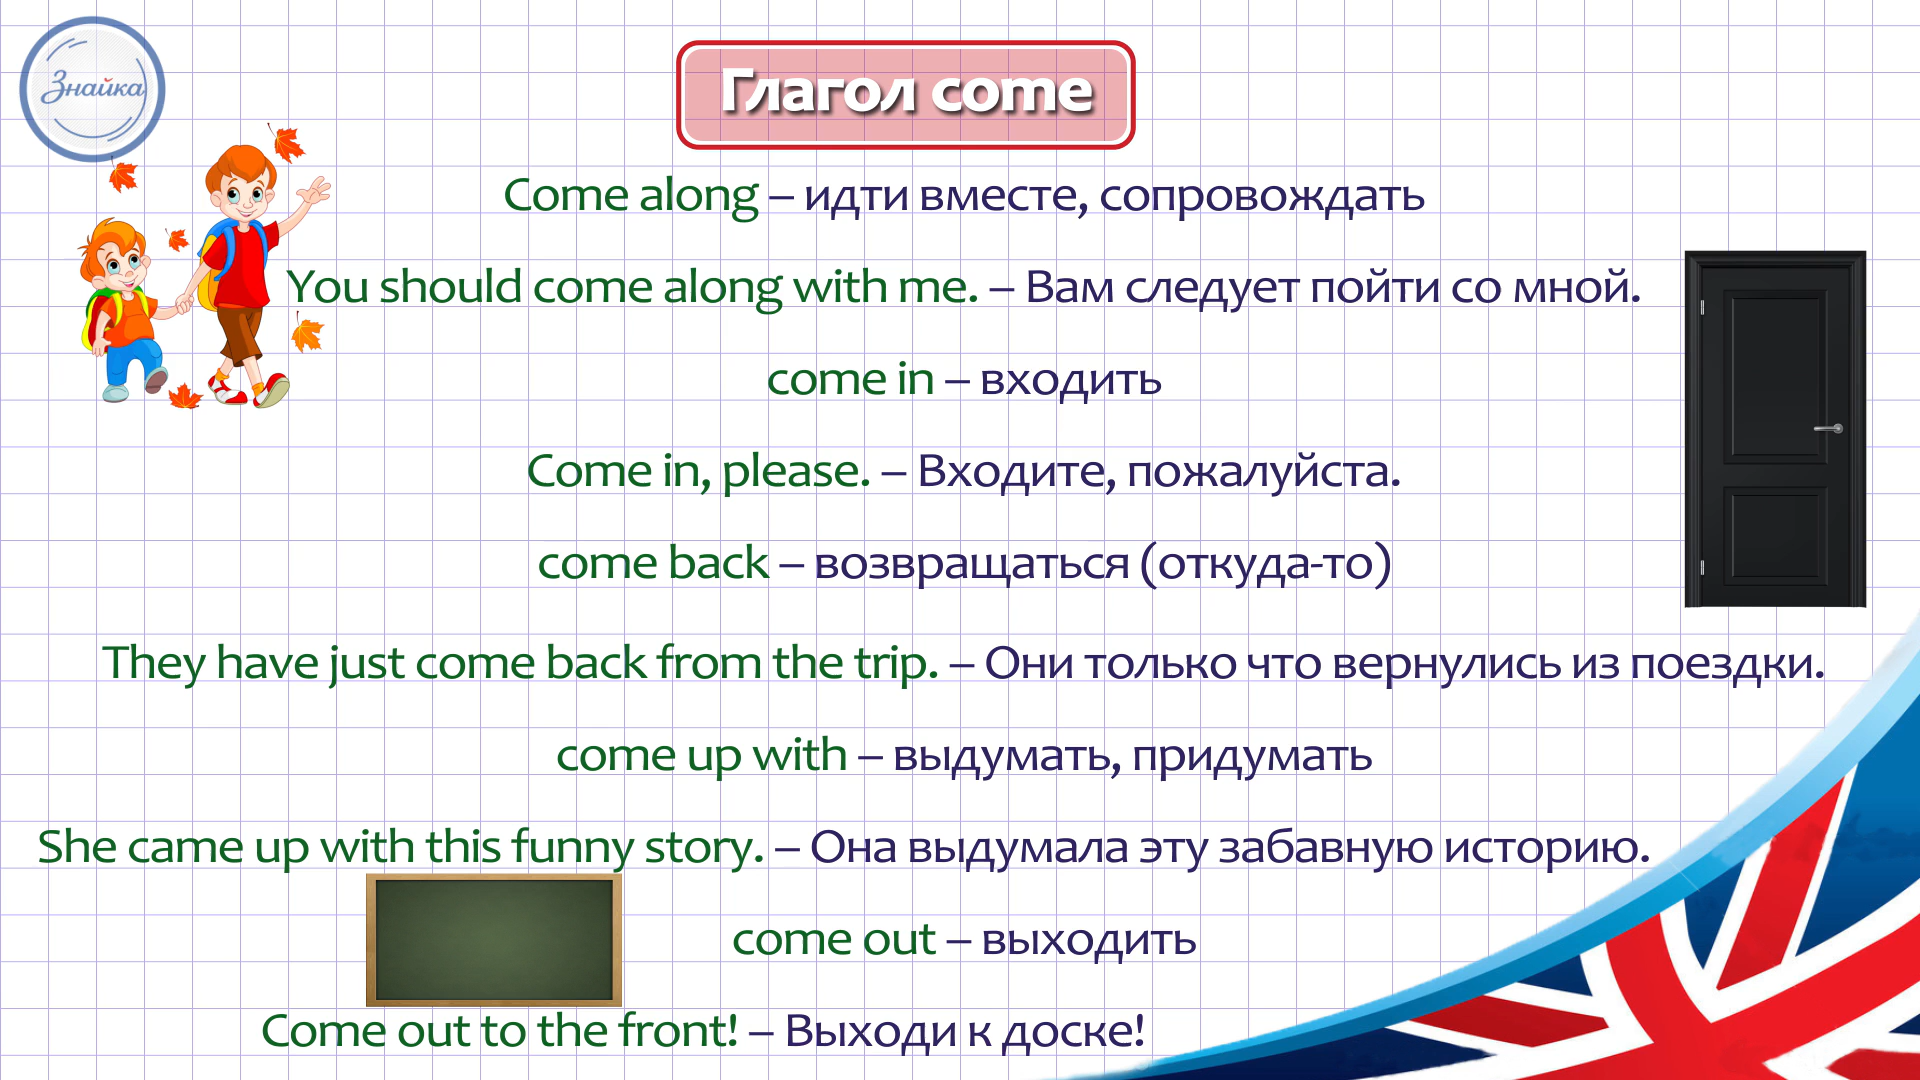 Знайка
Глагол come
Come along – идти вместе, сопровождать
You should come along with me. – Вам следует пойти со мной.
come in – входить
Come in, please. – Входите, пожалуйста.
come back – возвращаться (откуда-то)
They have just come back from the trip. – Они только что вернулись из поездки.
come up with – выдумать, придумать
She came up with this funny story. – Она выдумала эту забавную историю.
come out – выходить
Come out to the front! – Выходи к доске!